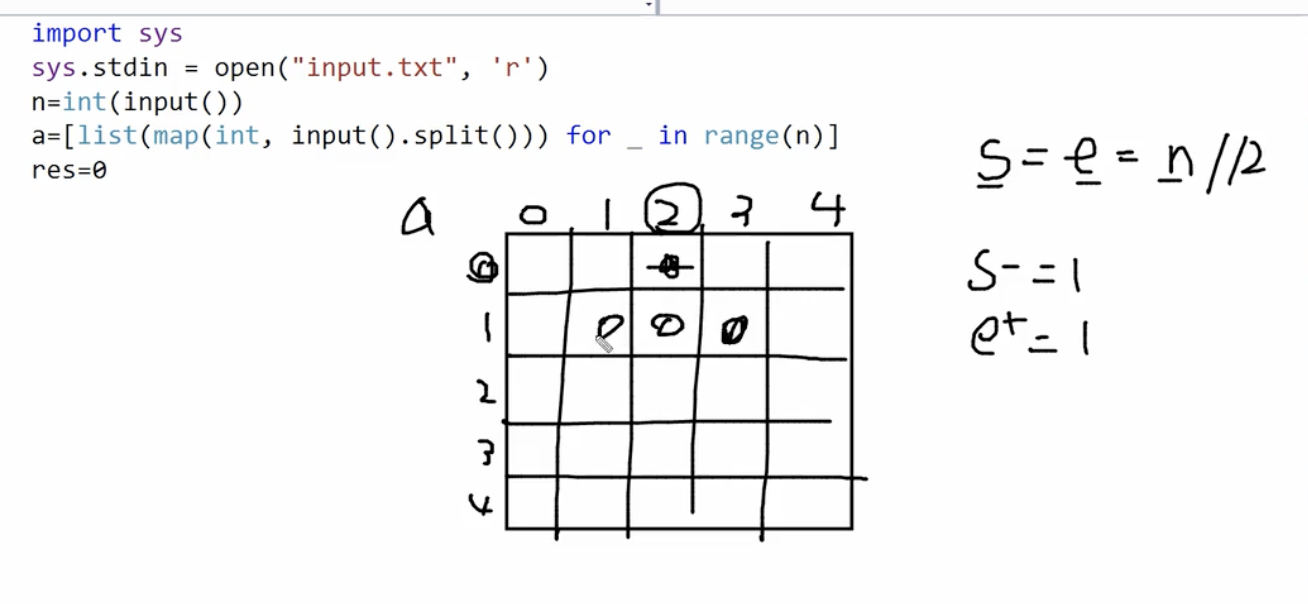 import sys
sys.stdin = open("input.txt", 'r')
n=int(input())
a=[list(map(int, input().split())) for _ in range(n)]
res=0
s = e = n//2
a 0 1 2 3 4
0
s-=1
1 0 0 0
e+=1
2
3
4